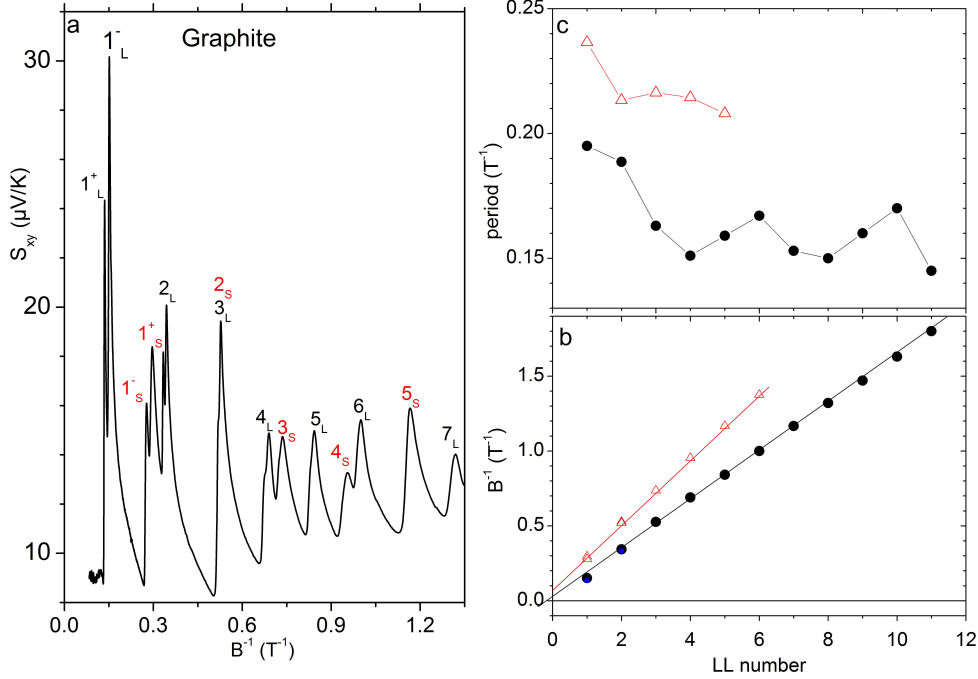 a
Graphite
1⁻L
1⁺L
2L
1⁺S
1⁻S
2S
3L
4L
3S
5L
4S
6L
5S
7L
30
20
10
Sxy (µV/K)
0.0 0.3 0.6 0.9 1.2
B⁻¹ (T⁻¹)
c
0.25
0.20
0.15
period (T⁻¹)
b
1.5
1.0
0.5
0.0
B⁻¹ (T⁻¹)
0 2 4 6 8 10 12
LL number